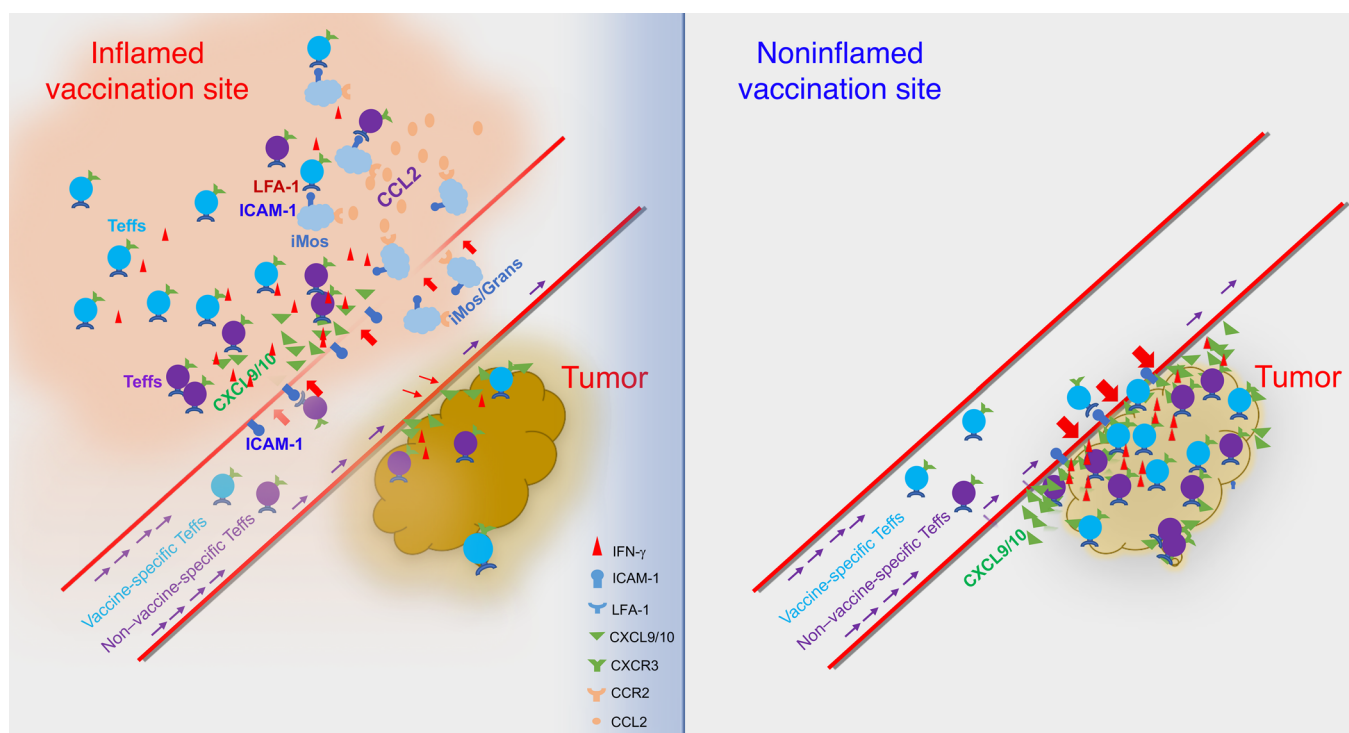 Inflamed
vaccination site
LFA-1
ICAM-1
iMos
CCL2
Teffs
iMos/Grans
Teffs
CXCL9/10
ICAM-1
Tumor
Vaccine-specific Teffs
Non–vaccine-specific Teffs
IFN-γ
ICAM-1
LFA-1
CXCL9/10
CXCR3
CCR2
CCL2
Noninflamed
vaccination site
Tumor
CXCL9/10
Vaccine-specific Teffs
Non–vaccine-specific Teffs